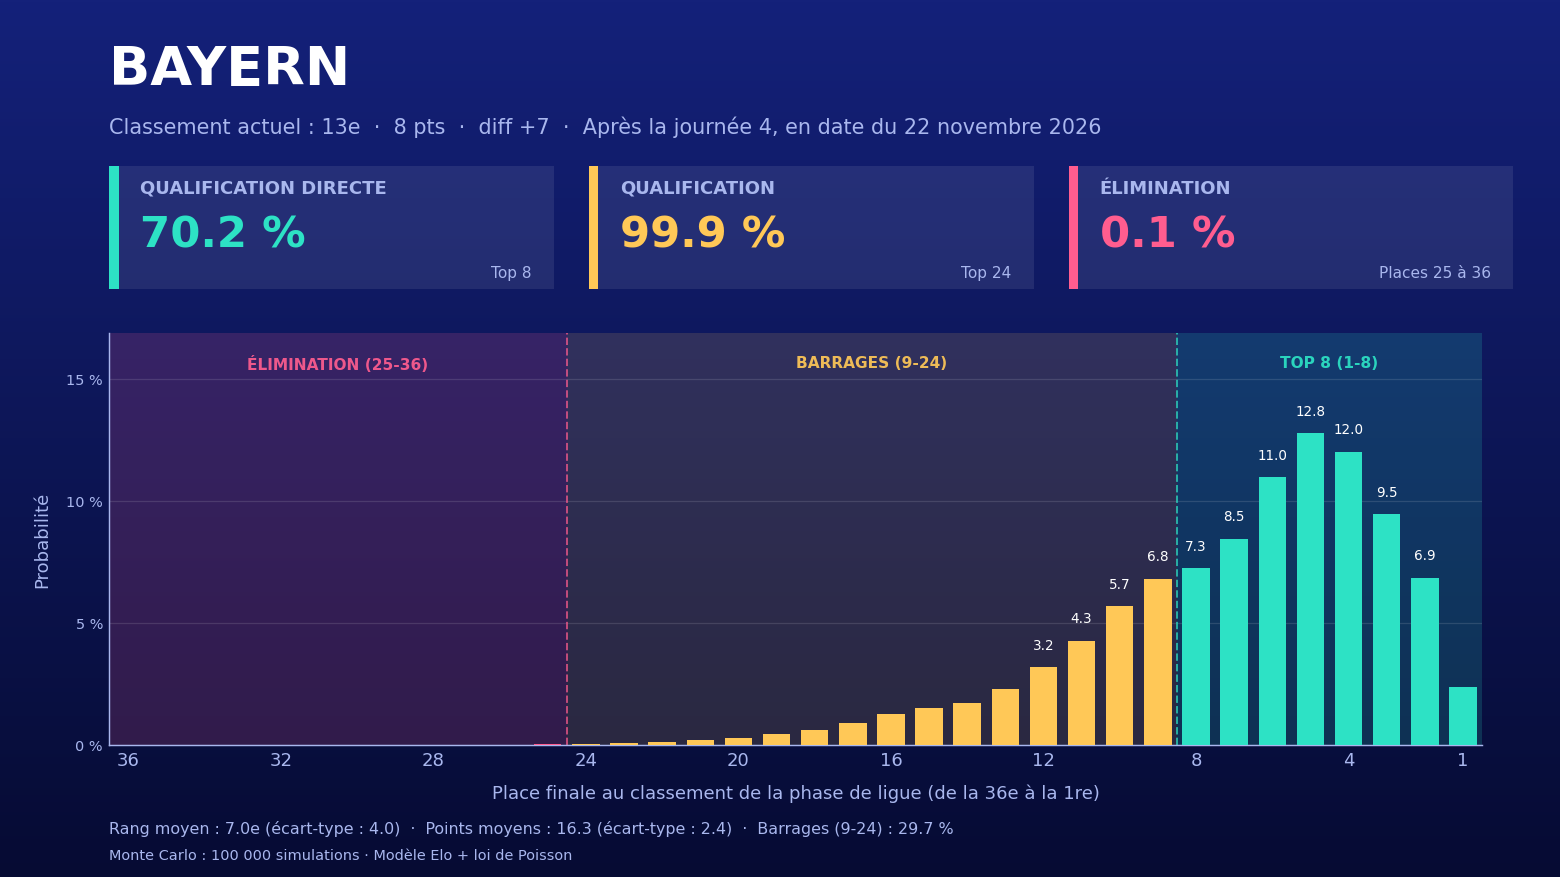 BAYERN
Classement actuel : 13e · 8 pts · diff +7 · Après la journée 4, en date du 22 novembre 2026
QUALIFICATION DIRECTE
70.2 %
Top 8
QUALIFICATION
99.9 %
Top 24
ÉLIMINATION
0.1 %
Places 25 à 36
ÉLIMINATION (25-36)
BARRAGES (9-24)
TOP 8 (1-8)
Probabilité
15 %
10 %
5 %
0 %
3.2
4.3
5.7
6.8
7.3
8.5
11.0
12.8
12.0
9.5
6.9
36 32 28 24 20 16 12 8 4 1
Place finale au classement de la phase de ligue (de la 36e à la 1re)
Rang moyen : 7.0e (écart-type : 4.0) · Points moyens : 16.3 (écart-type : 2.4) · Barrages (9-24) : 29.7 %
Monte Carlo : 100 000 simulations · Modèle Elo + loi de Poisson